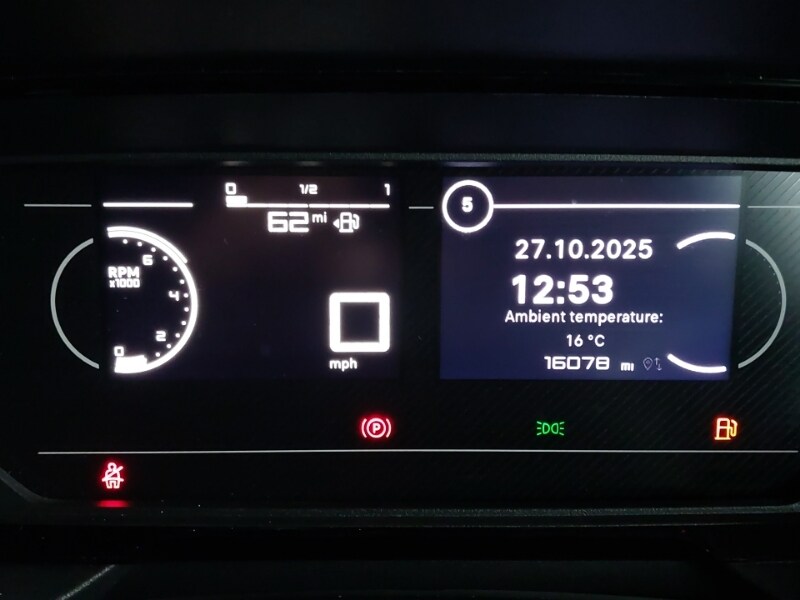 0 1/2 1
62 mi
RPM
x1000
6
4
2
0
0
mph
5
27.10.2025
12:53
Ambient temperature:
16 °C
16078 mi
P